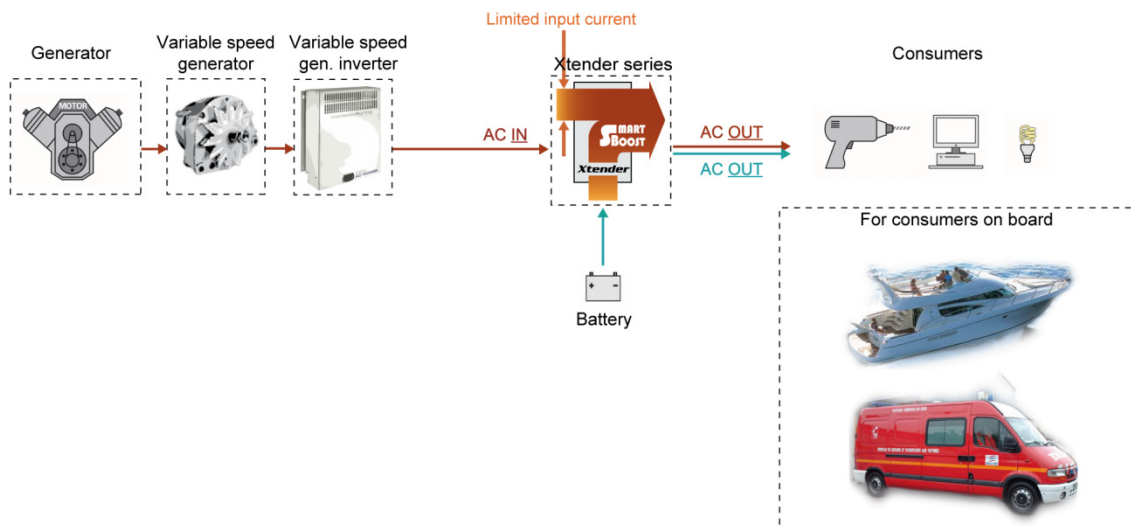 Limited input current
Generator
Variable speed
generator
Variable speed
gen. inverter
Xtender series
Consumers
MOTOR
AC IN
SMART
BOOST
Xtender
AC OUT
AC OUT
For consumers on board
Battery